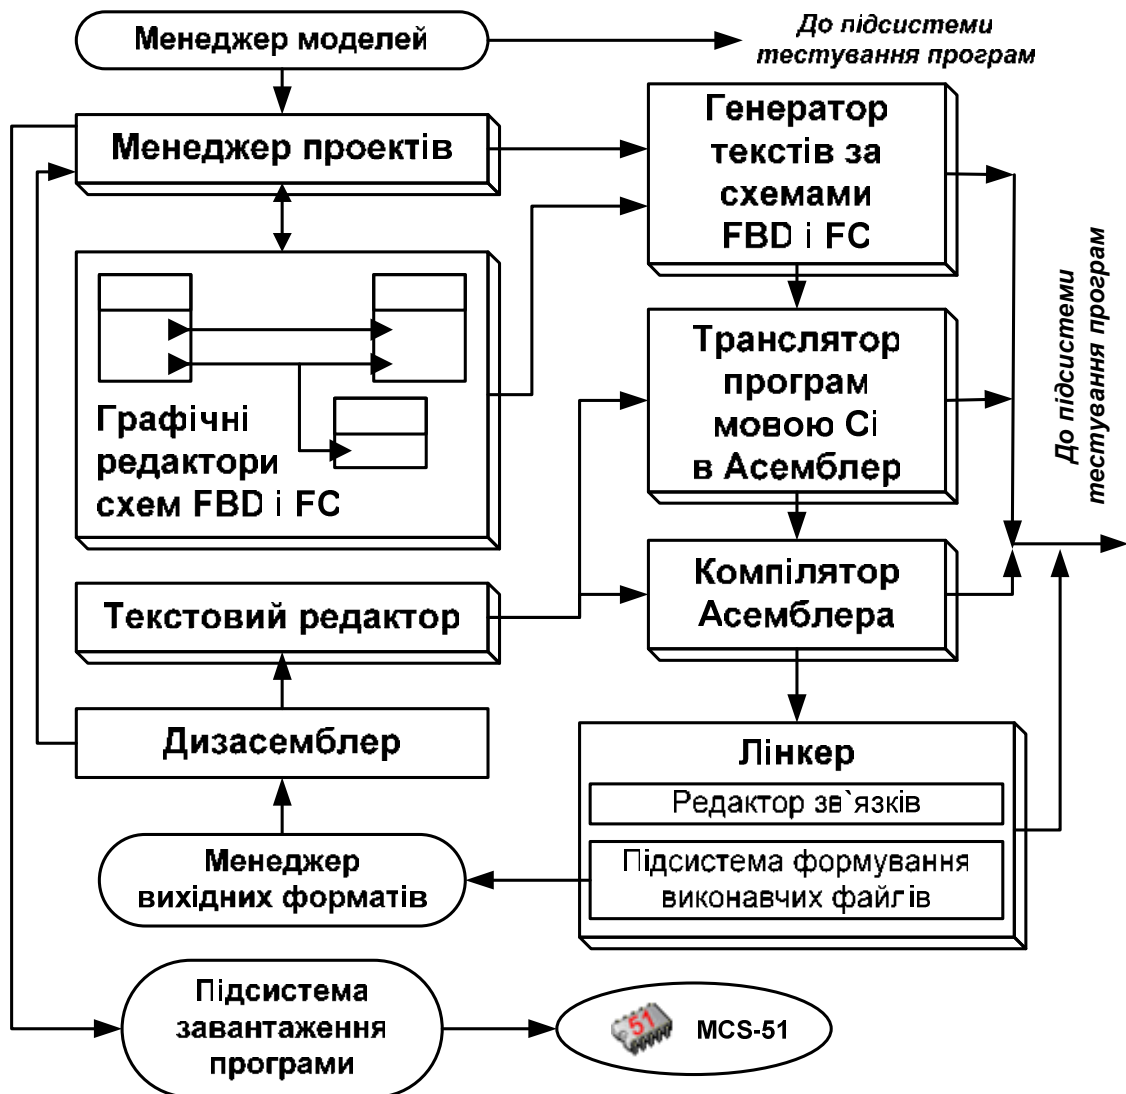 Менеджер моделей
До підсистеми
тестування програм
Менеджер проектів
Генератор
текстів за
схемами
FBD і FC
Графічні
редактори
схем FBD і FC
Транслятор
програм
мовою Сі
в Асемблер
До підсистеми
тестування програм
Текстовий редактор
Компілятор
Асемблера
Дизасемблер
Лінкер
Редактор зв`язків
Підсистема формування
виконавчих файлів
Менеджер
вихідних форматів
Підсистема
завантаження
програми
51
MCS-51